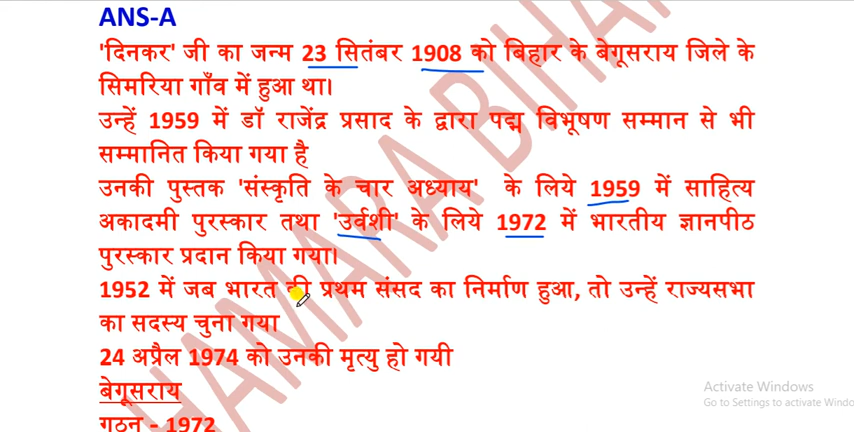 ANS-A
'दिनकर' जी का जन्म 23 सितंबर 1908 को बिहार के बेगूसराय जिले के
सिमरिया गाँव में हुआ था।
उन्हें 1959 में डॉ राजेंद्र प्रसाद के द्वारा पद्म विभूषण सम्मान से भी
सम्मानित किया गया है
उनकी पुस्तक 'संस्कृति के चार अध्याय' के लिये 1959 में साहित्य
अकादमी पुरस्कार तथा 'उर्वशी' के लिये 1972 में भारतीय ज्ञानपीठ
पुरस्कार प्रदान किया गया।
1952 में जब भारत की प्रथम संसद का निर्माण हुआ, तो उन्हें राज्यसभा
का सदस्य चुना गया
24 अप्रैल 1974 को उनकी मृत्यु हो गयी
बेगूसराय
गठन - 1972
HAMARA BIHAR
Activate Windows
Go to Settings to activate Windo